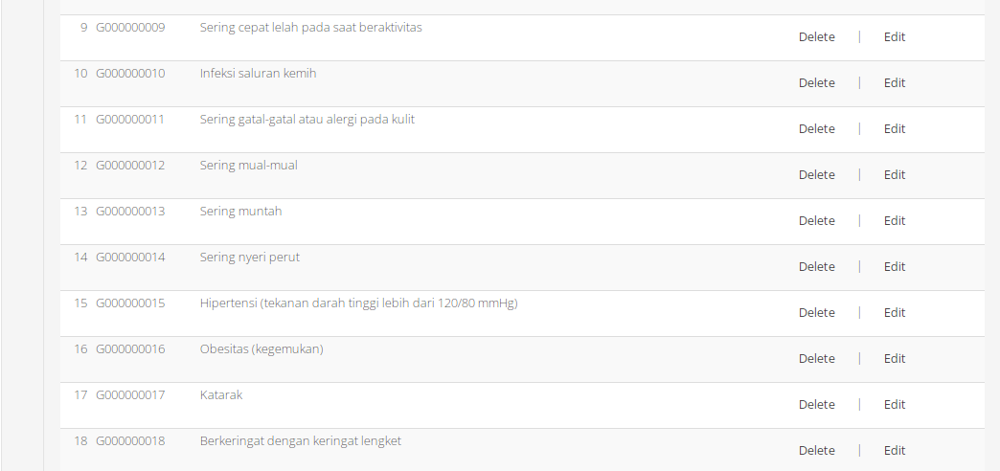 9 G000000009 Sering cepat lelah pada saat beraktivitas Delete | Edit
10 G000000010 Infeksi saluran kemih Delete | Edit
11 G000000011 Sering gatal-gatal atau alergi pada kulit Delete | Edit
12 G000000012 Sering mual-mual Delete | Edit
13 G000000013 Sering muntah Delete | Edit
14 G000000014 Sering nyeri perut Delete | Edit
15 G000000015 Hipertensi (tekanan darah tinggi lebih dari 120/80 mmHg) Delete | Edit
16 G000000016 Obesitas (kegemukan) Delete | Edit
17 G000000017 Katarak Delete | Edit
18 G000000018 Berkeringat dengan keringat lengket Delete | Edit